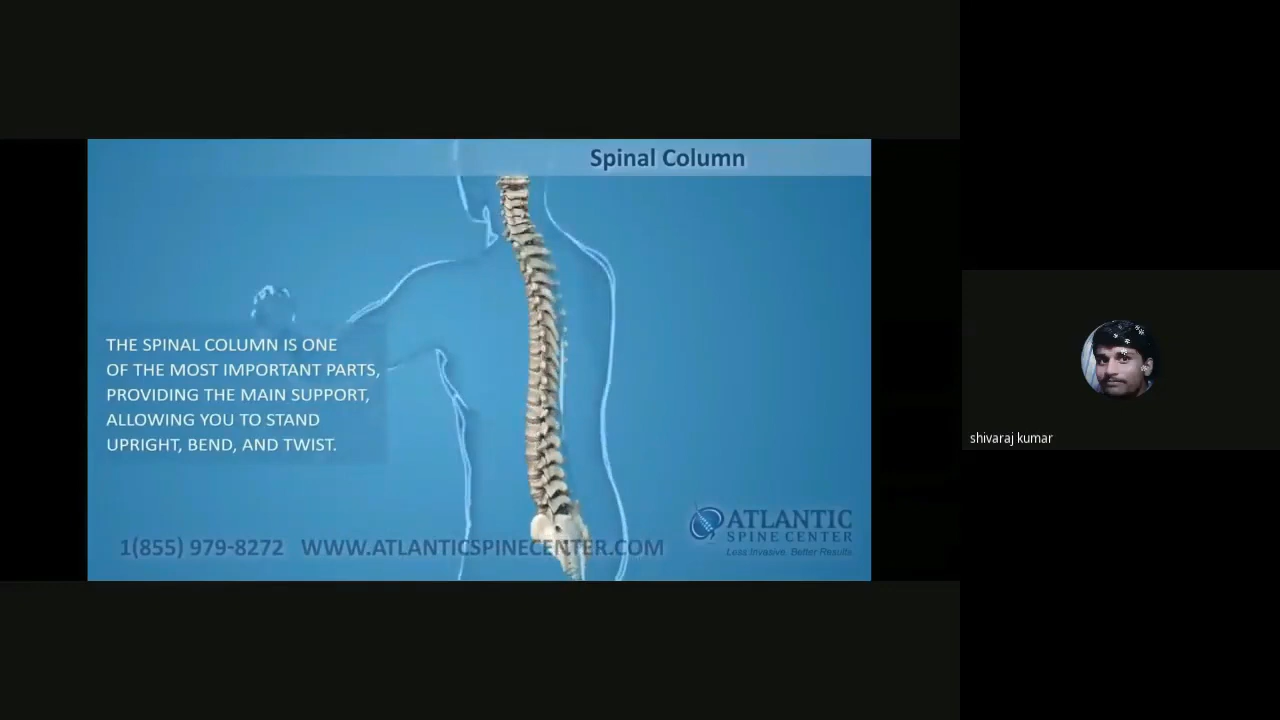 Spinal Column
THE SPINAL COLUMN IS ONE
OF THE MOST IMPORTANT PARTS,
PROVIDING THE MAIN SUPPORT,
ALLOWING YOU TO STAND
UPRIGHT, BEND, AND TWIST.
1(855) 979-8272 WWW.ATLANTICSPINECENTER.COM
ATLANTIC
SPINE CENTER
Less Invasive. Better Results
shivaraj kumar